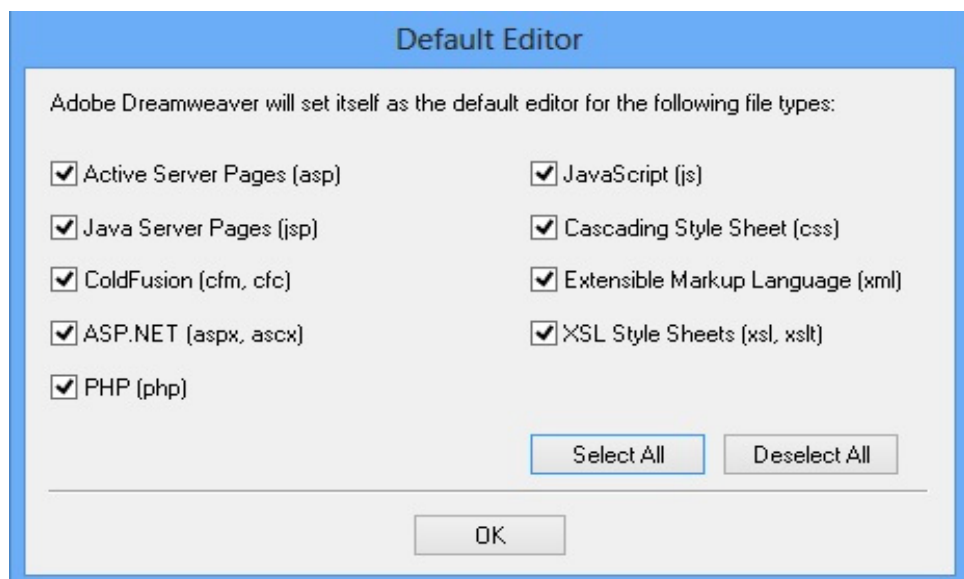 Default Editor
Adobe Dreamweaver will set itself as the default editor for the following file types:
Active Server Pages (asp)
Java Server Pages (jsp)
ColdFusion (cfm, cfc)
ASP.NET (aspx, ascx)
PHP (php)
JavaScript (js)
Cascading Style Sheet (css)
Extensible Markup Language (xml)
XSL Style Sheets (xsl, xslt)
Select All
Deselect All
OK